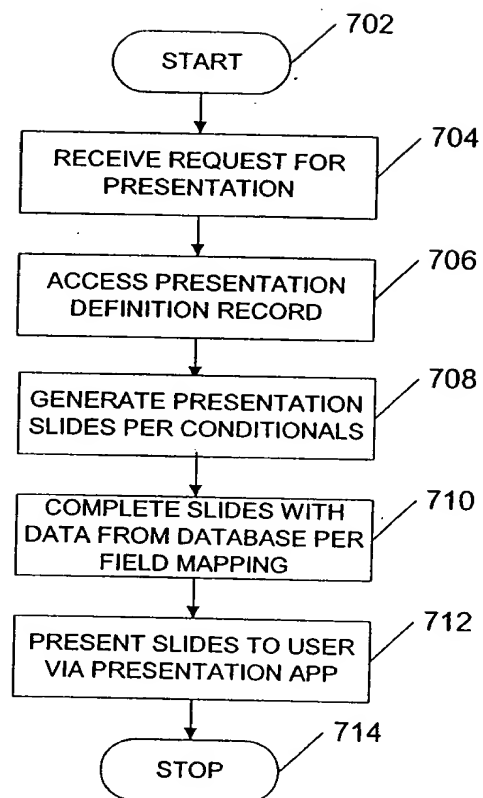 702
START
704
RECEIVE REQUEST FOR
PRESENTATION
706
ACCESS PRESENTATION
DEFINITION RECORD
708
GENERATE PRESENTATION
SLIDES PER CONDITIONALS
710
COMPLETE SLIDES WITH
DATA FROM DATABASE PER
FIELD MAPPING
712
PRESENT SLIDES TO USER
VIA PRESENTATION APP
714
STOP